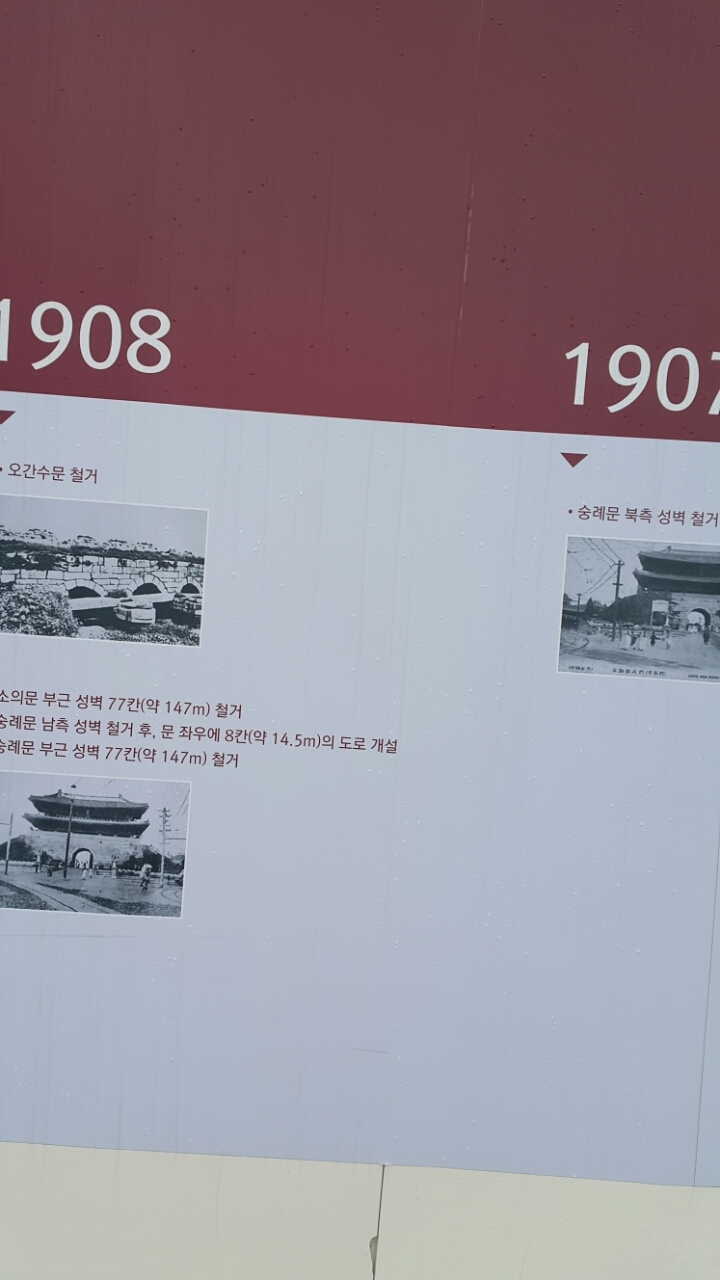 1908
• 오간수문 철거
소의문 부근 성벽 77칸(약 147m) 철거
숭례문 남측 성벽 철거 후, 문 좌우에 8칸(약 14.5m)의 도로 개설
숭례문 부근 성벽 77칸(약 147m) 철거
1907
• 숭례문 북측 성벽 철거